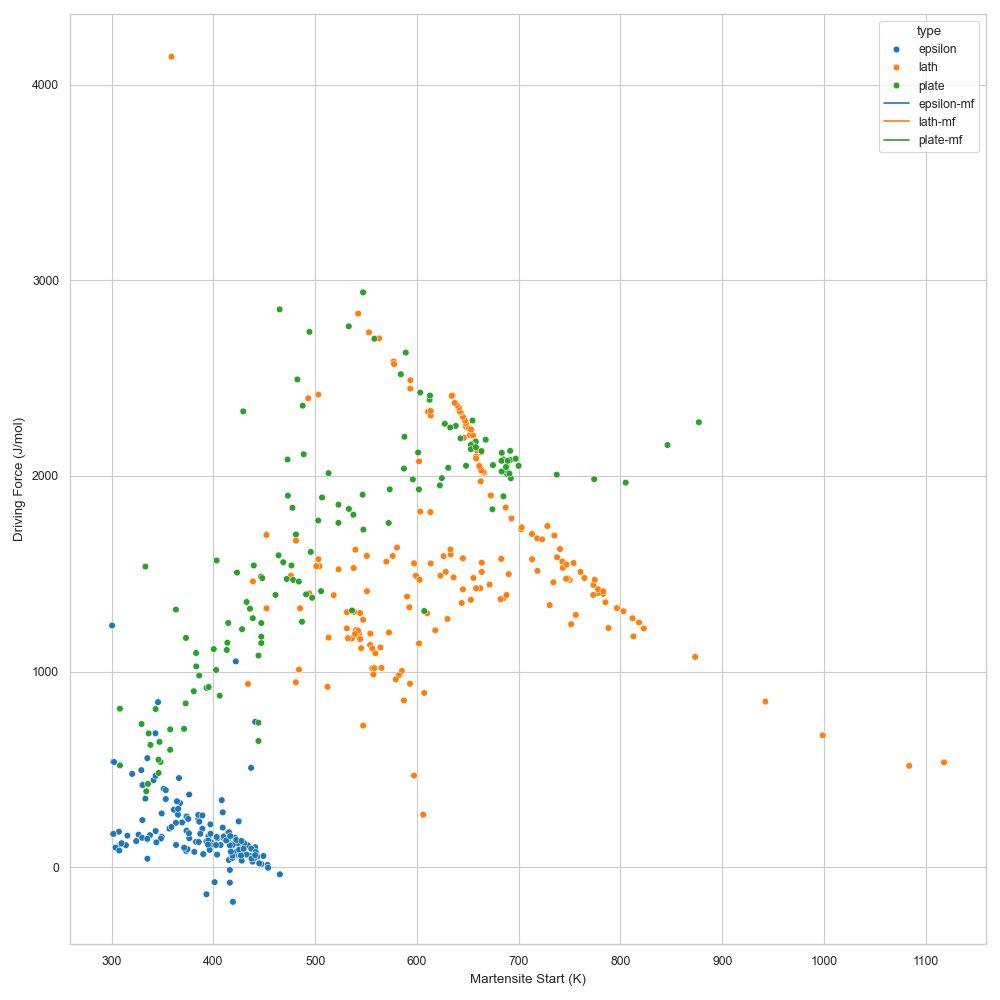 type
epsilon
lath
plate
epsilon-mf
lath-mf
plate-mf
4000
3000
2000
1000
0
Driving Force (J/mol)
300 400 500 600 700 800 900 1000 1100
Martensite Start (K)